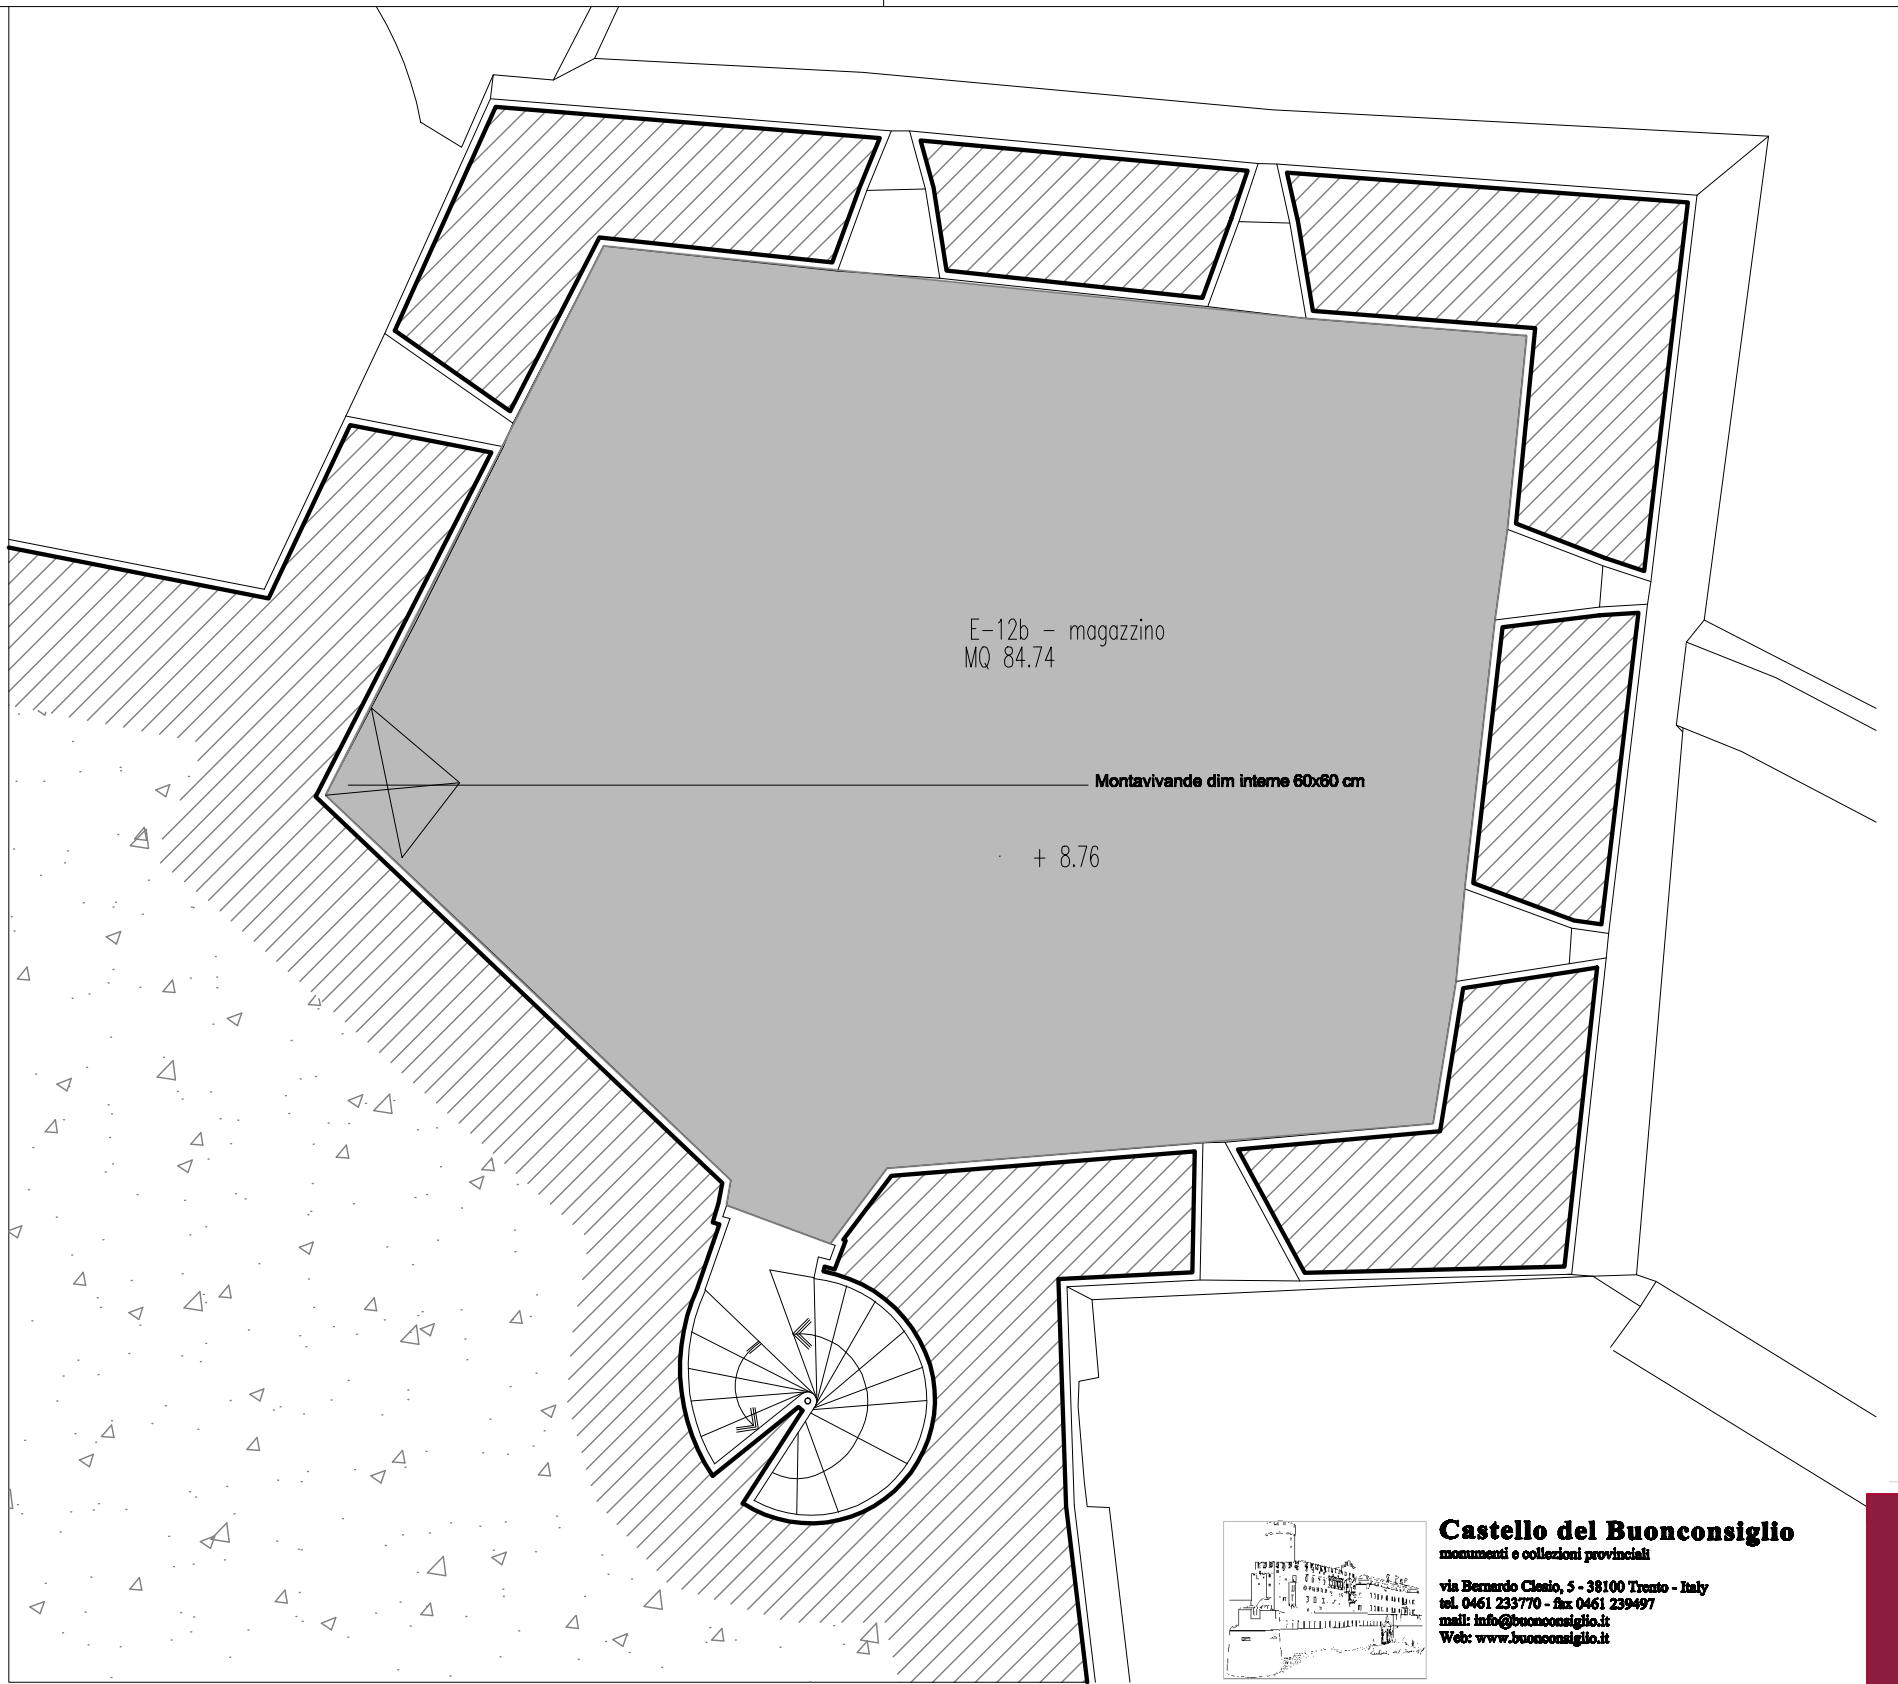 E-12b - magazzino
MQ 84.74
Montavivande dim interne 60x60 cm
+ 8.76
Castello del Buonconsiglio
monumenti e collezioni provinciali
via Bernardo Clesio, 5 - 38100 Trento - Italy
tel. 0461 233770 - fax 0461 239497
mail: info@buonconsiglio.it
Web: www.buonconsiglio.it